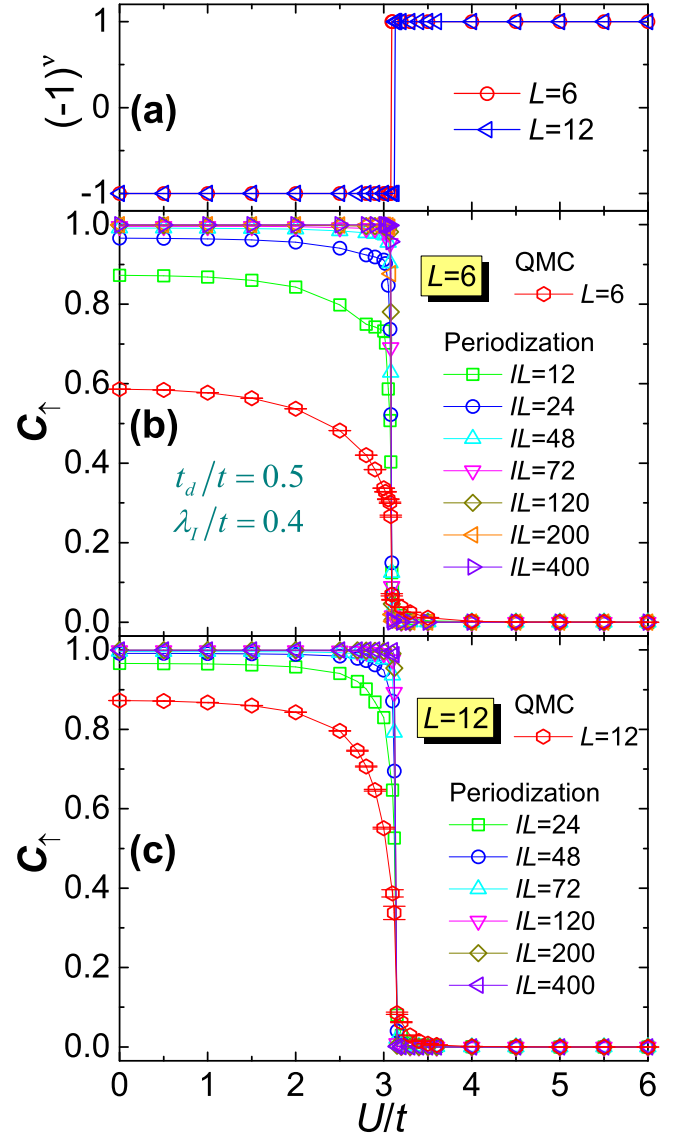 1
0
-1
(-1)^ν
(a)
L=6
L=12
1.0
0.8
0.6
0.4
0.2
0.0
C↑
(b)
t_d/t=0.5
λ_I/t=0.4
L=6
QMC
L=6
Periodization
IL=12
IL=24
IL=48
IL=72
IL=120
IL=200
IL=400
1.0
0.8
0.6
0.4
0.2
0.0
C↑
(c)
L=12
QMC
L=12
Periodization
IL=24
IL=48
IL=72
IL=120
IL=200
IL=400
0 1 2 3 4 5 6
U/t